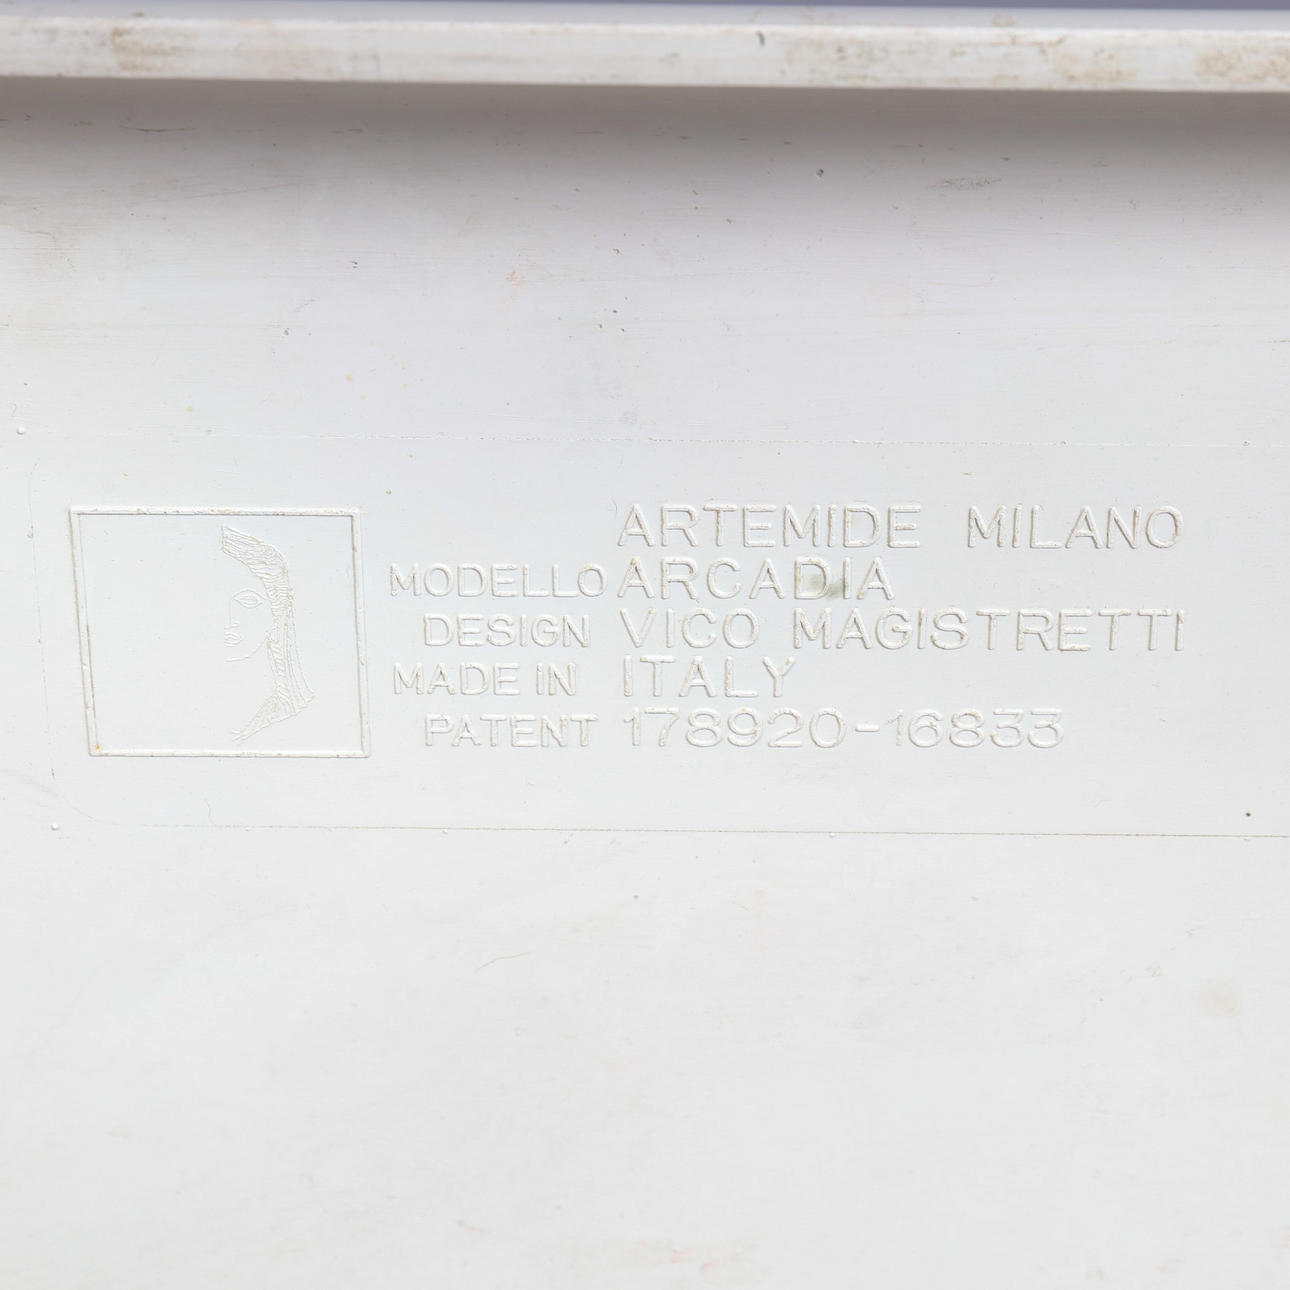 ARTEMIDE MILANO
MODELLO ARCADIA
DESIGN VICO MAGISTRETTI
MADE IN ITALY
PATENT 178920-16833